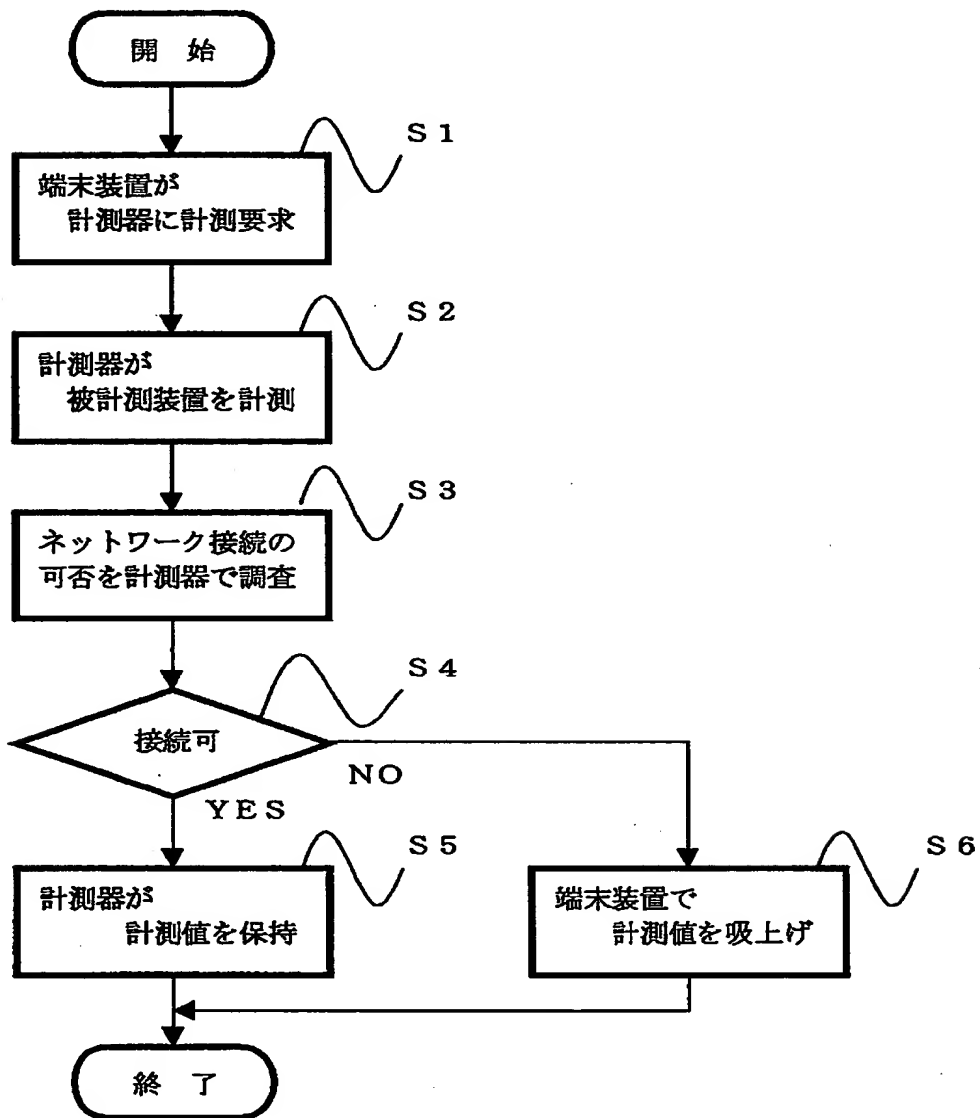 開　始
S1
端末装置が
計測器に計測要求
S2
計測器が
被計測装置を計測
S3
ネットワーク接続の
可否を計測器で調査
S4
接続可
NO
YES
S5
計測器が
計測値を保持
S6
端末装置で
計測値を吸上げ
終　了